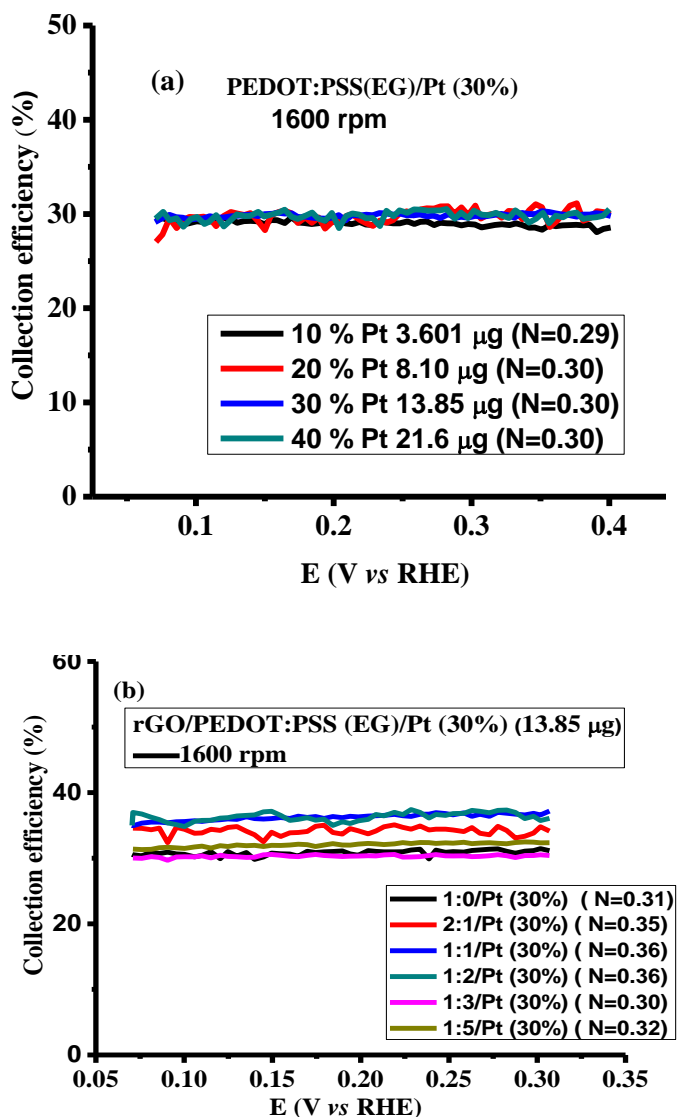 50
(a)
PEDOT:PSS(EG)/Pt (30%)
1600 rpm
40
30
20
10
0
Collection efficiency (%)
10 % Pt 3.601 μg (N=0.29)
20 % Pt 8.10 μg (N=0.30)
30 % Pt 13.85 μg (N=0.30)
40 % Pt 21.6 μg (N=0.30)
0.1 0.2 0.3 0.4
E (V vs RHE)
60
(b)
rGO/PEDOT:PSS (EG)/Pt (30%) (13.85 μg)
1600 rpm
40
20
0
Collection efficiency (%)
1:0/Pt (30%) ( N=0.31)
2:1/Pt (30%) ( N=0.35)
1:1/Pt (30%) ( N=0.36)
1:2/Pt (30%) ( N=0.36)
1:3/Pt (30%) ( N=0.30)
1:5/Pt (30%) ( N=0.32)
0.05 0.10 0.15 0.20 0.25 0.30 0.35
E (V vs RHE)